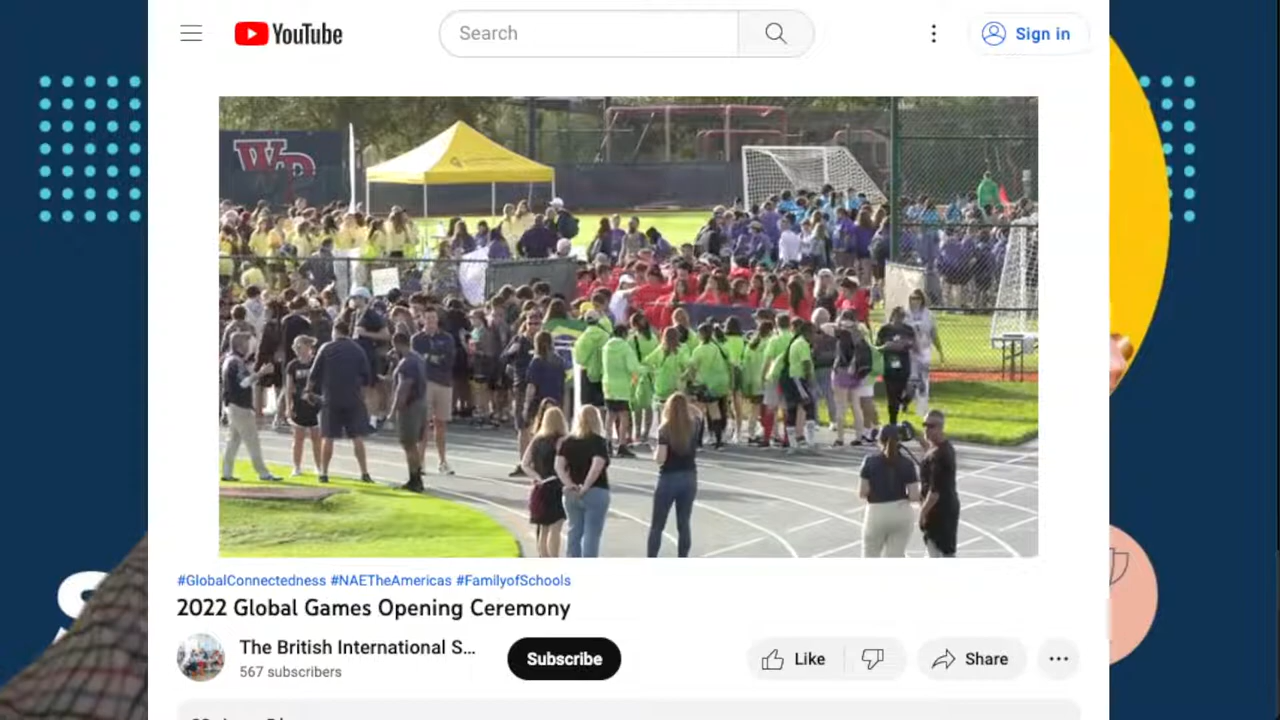 YouTube
Search
Sign in
WP
#GlobalConnectedness #NAETheAmericas #FamilyofSchools
2022 Global Games Opening Ceremony
The British International S...
567 subscribers
Subscribe
Like
Share